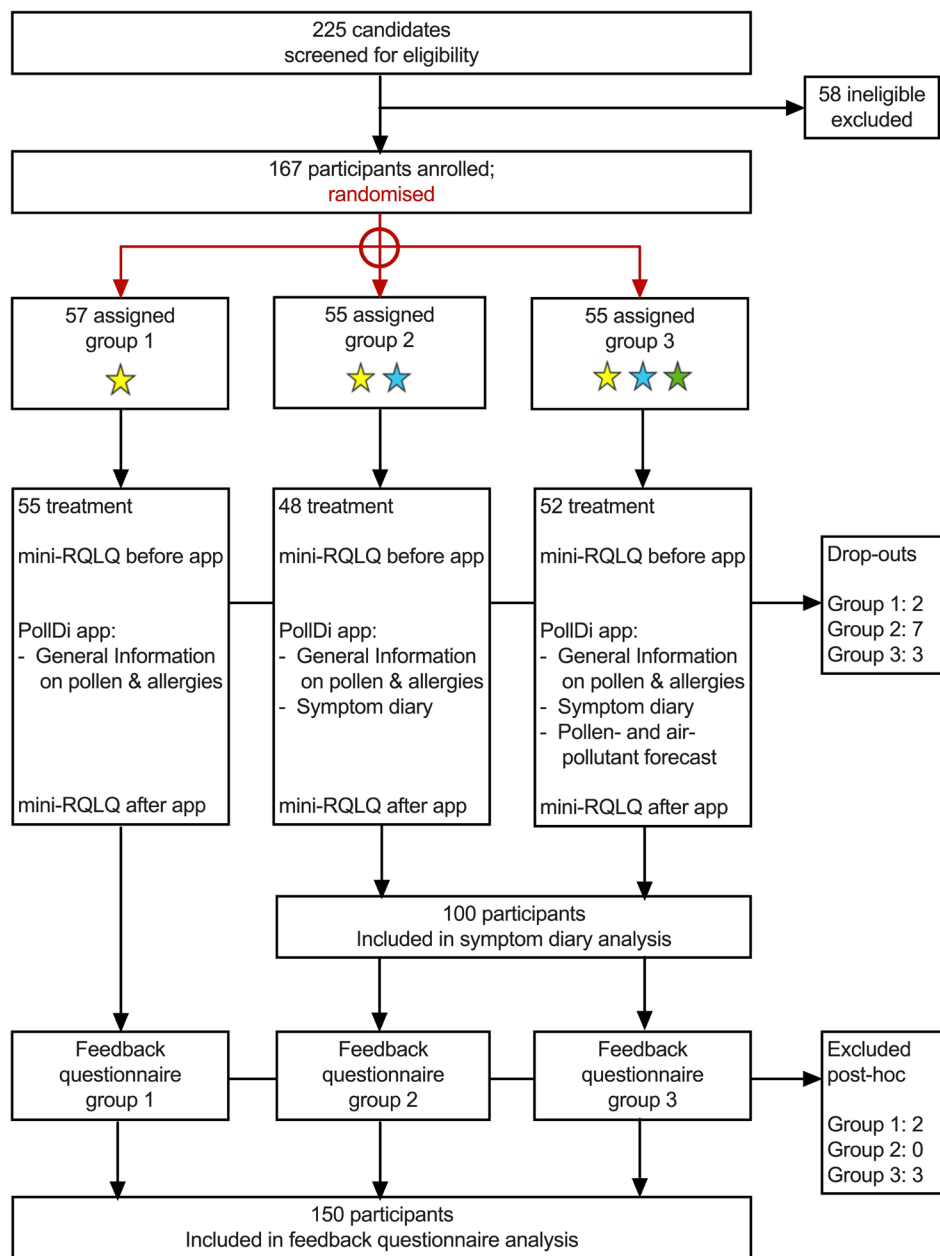 225 candidates
screened for eligibility
58 ineligible
excluded
167 participants anrolled;
randomised
57 assigned
group 1
55 assigned
group 2
55 assigned
group 3
55 treatment
mini-RQLQ before app
PollDi app:
- General Information
on pollen & allergies
mini-RQLQ after app
48 treatment
mini-RQLQ before app
PollDi app:
- General Information
on pollen & allergies
- Symptom diary
mini-RQLQ after app
52 treatment
mini-RQLQ before app
PollDi app:
- General Information
on pollen & allergies
- Symptom diary
- Pollen- and air-
pollutant forecast
mini-RQLQ after app
Drop-outs
Group 1: 2
Group 2: 7
Group 3: 3
100 participants
Included in symptom diary analysis
Feedback
questionnaire
group 1
Feedback
questionnaire
group 2
Feedback
questionnaire
group 3
Excluded
post-hoc
Group 1: 2
Group 2: 0
Group 3: 3
150 participants
Included in feedback questionnaire analysis